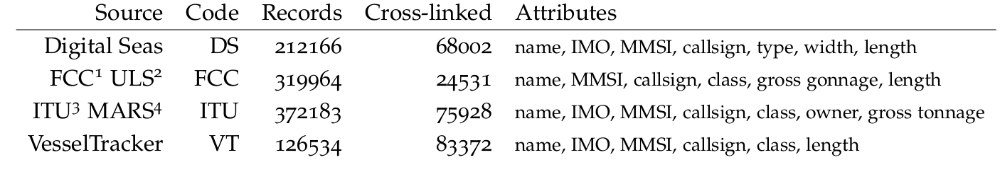 Source Code Records Cross-linked Attributes
Digital Seas DS 212166 68002 name, IMO, MMSI, callsign, type, width, length
FCC¹ ULS² FCC 319964 24531 name, MMSI, callsign, class, gross gonnage, length
ITU³ MARS⁴ ITU 372183 75928 name, IMO, MMSI, callsign, class, owner, gross tonnage
VesselTracker VT 126534 83372 name, IMO, MMSI, callsign, class, length